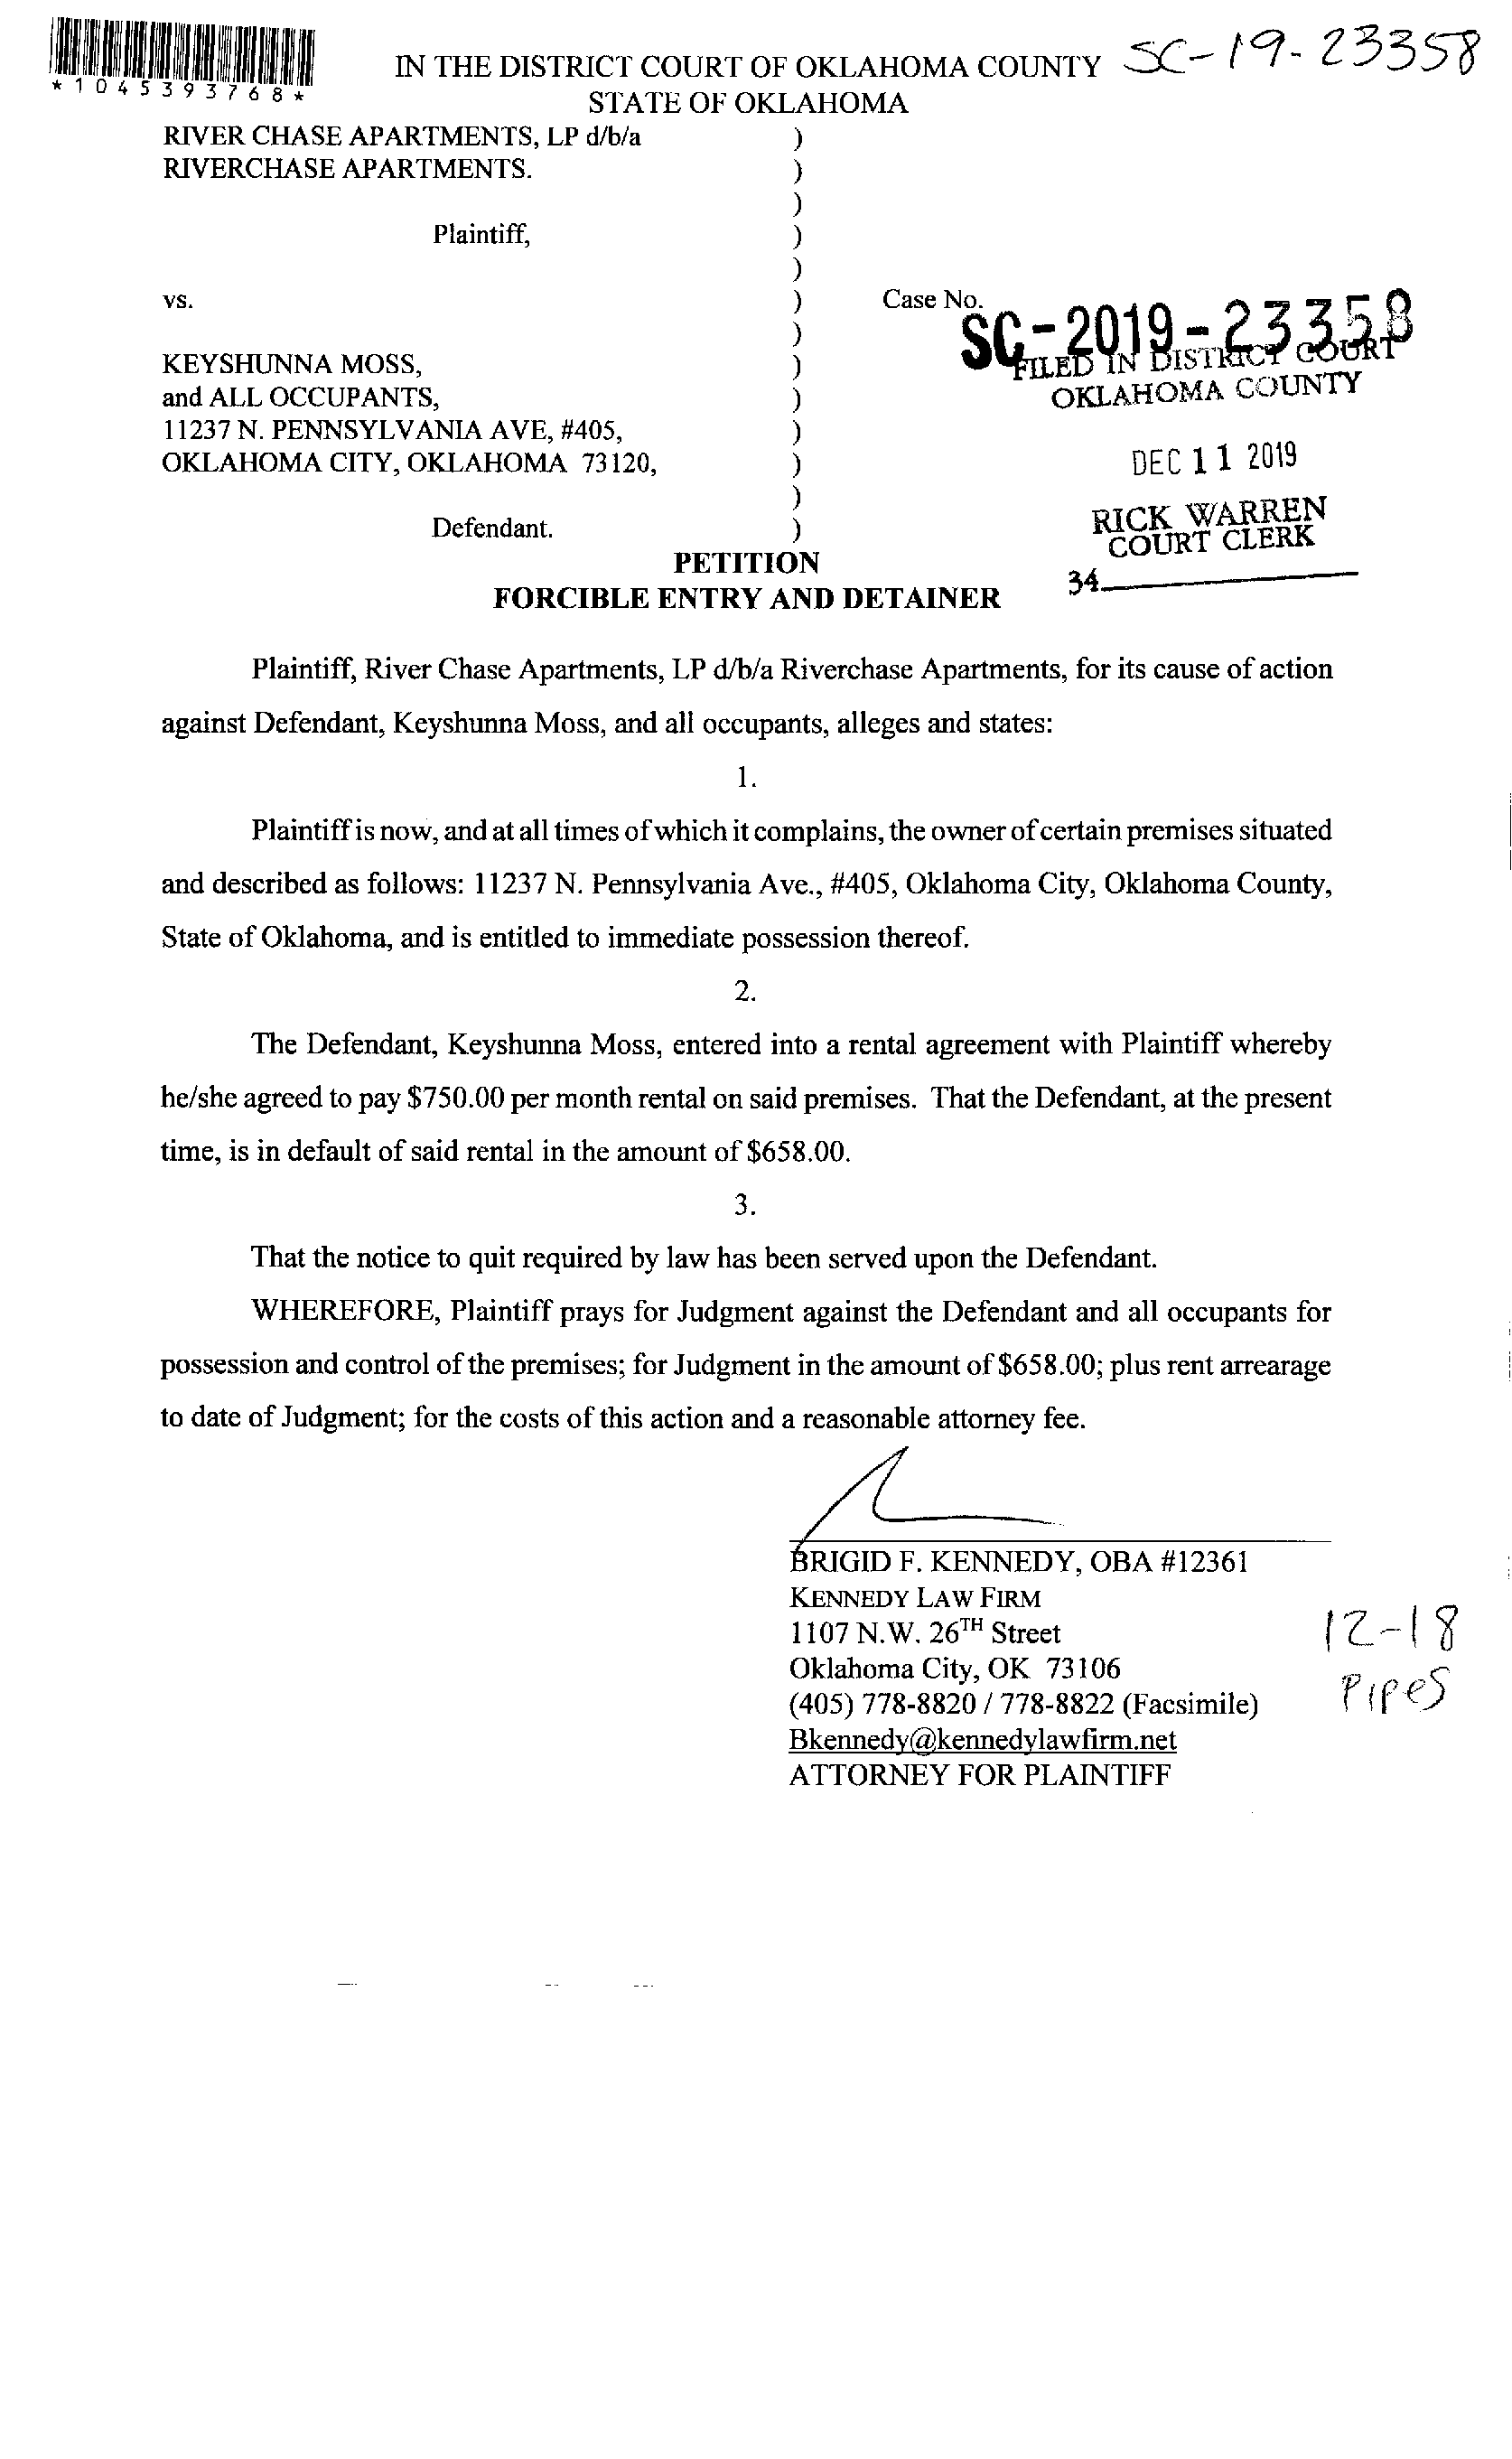 *1045393768*
IN THE DISTRICT COURT OF OKLAHOMA COUNTY SC-19-23358
STATE OF OKLAHOMA
RIVER CHASE APARTMENTS, LP d/b/a )
RIVERCHASE APARTMENTS. )
)
Plaintiff, )
)
vs. ) Case No.
) SC-2019-23358
KEYSHUNNA MOSS, ) FILED IN DISTRICT COURT
and ALL OCCUPANTS, ) OKLAHOMA COUNTY
11237 N. PENNSYLVANIA AVE, #405, )
OKLAHOMA CITY, OKLAHOMA 73120, ) DEC 11 2019
)
Defendant. ) RICK WARREN
COURT CLERK
PETITION
34
FORCIBLE ENTRY AND DETAINER
Plaintiff, River Chase Apartments, LP d/b/a Riverchase Apartments, for its cause of action
against Defendant, Keyshunna Moss, and all occupants, alleges and states:
1.
Plaintiff is now, and at all times of which it complains, the owner of certain premises situated
and described as follows: 11237 N. Pennsylvania Ave., #405, Oklahoma City, Oklahoma County,
State of Oklahoma, and is entitled to immediate possession thereof.
2.
The Defendant, Keyshunna Moss, entered into a rental agreement with Plaintiff whereby
he/she agreed to pay $750.00 per month rental on said premises. That the Defendant, at the present
time, is in default of said rental in the amount of $658.00.
3.
That the notice to quit required by law has been served upon the Defendant.
WHEREFORE, Plaintiff prays for Judgment against the Defendant and all occupants for
possession and control of the premises; for Judgment in the amount of $658.00; plus rent arrearage
to date of Judgment; for the costs of this action and a reasonable attorney fee.
BRIGID F. KENNEDY, OBA #12361
KENNEDY LAW FIRM
1107 N.W. 26TH Street
Oklahoma City, OK 73106
(405) 778-8820 / 778-8822 (Facsimile)
Bkennedy@kennedylawfirm.net
ATTORNEY FOR PLAINTIFF
12-18
Pipes